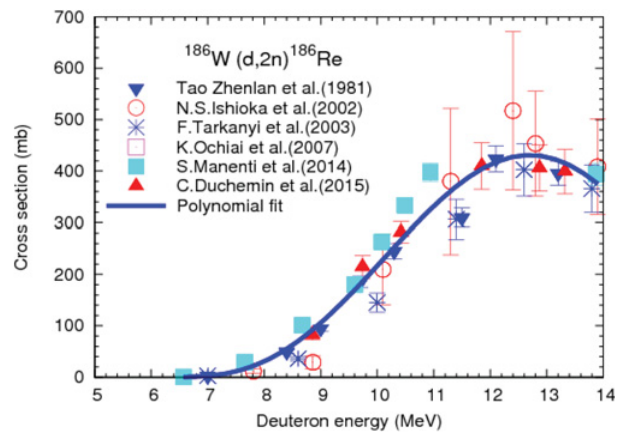 700
600
500
400
300
200
100
0
Cross section (mb)
¹⁸⁶W (d,2n)¹⁸⁶Re
Tao Zhenlan et al.(1981)
N.S.Ishioka et al.(2002)
F.Tarkanyi et al.(2003)
K.Ochiai et al.(2007)
S.Manenti et al.(2014)
C.Duchemin et al.(2015)
Polynomial fit
5 6 7 8 9 10 11 12 13 14
Deuteron energy (MeV)